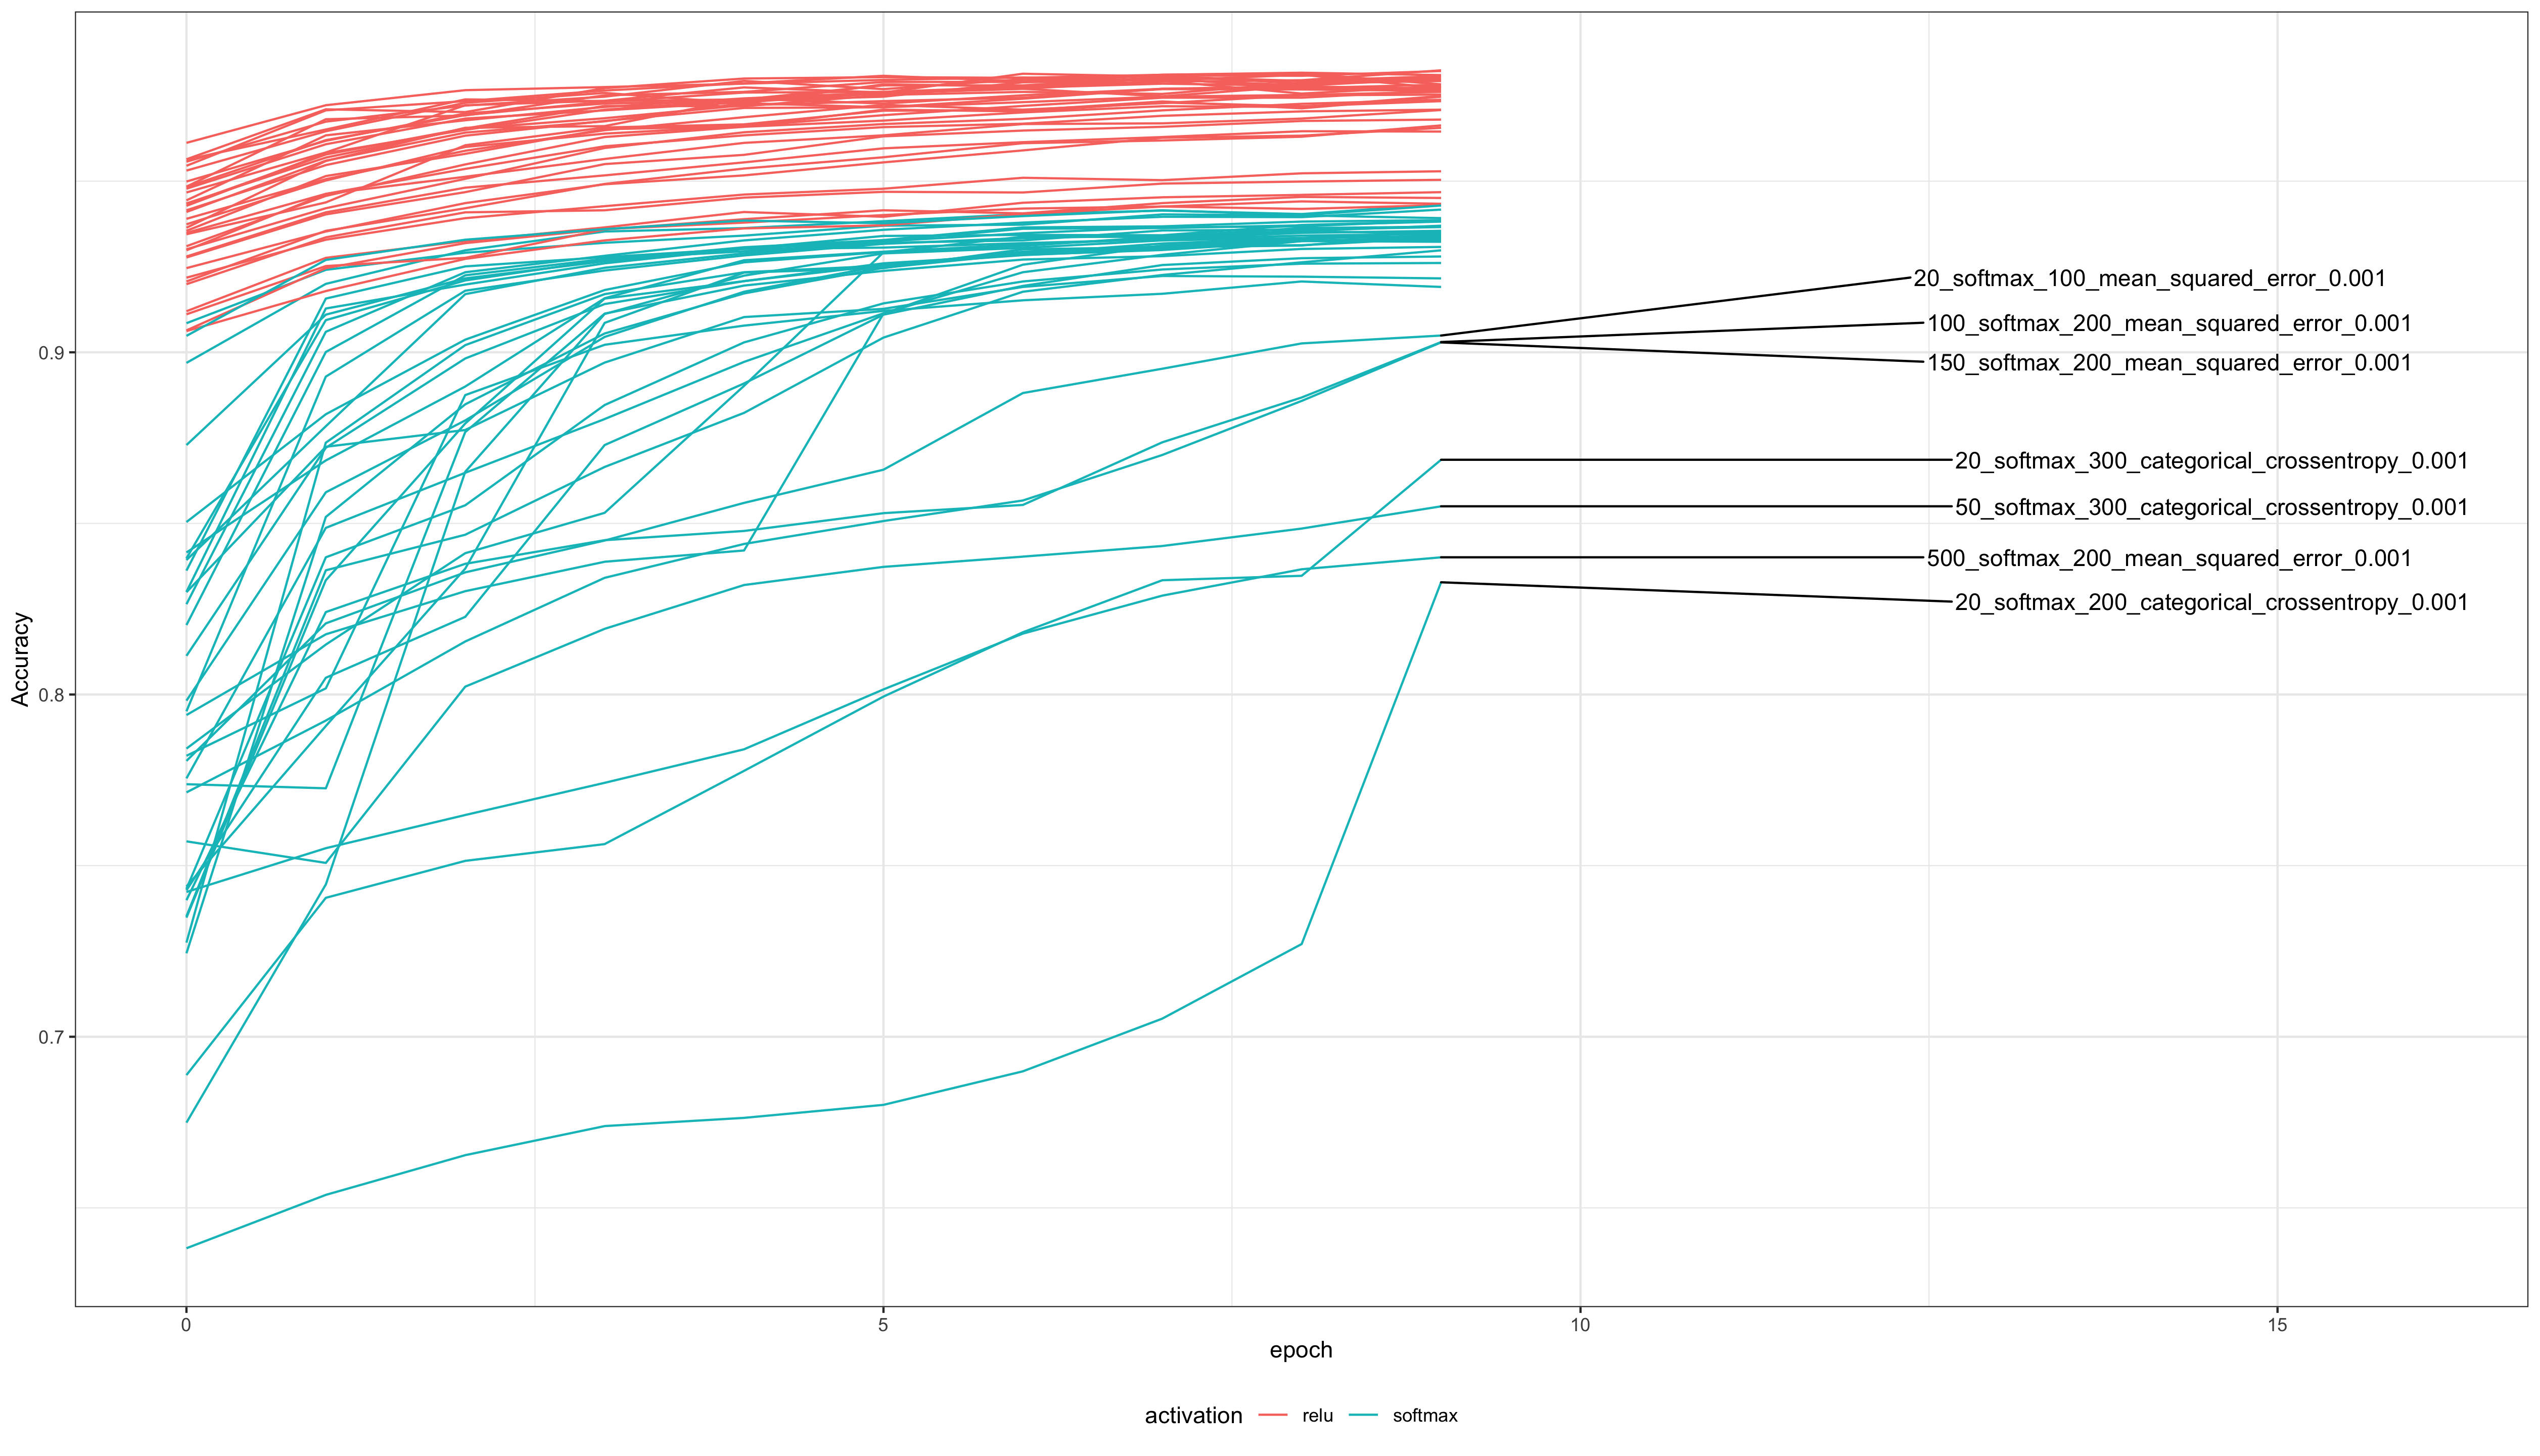 20_softmax_100_mean_squared_error_0.001
100_softmax_200_mean_squared_error_0.001
150_softmax_200_mean_squared_error_0.001
20_softmax_300_categorical_crossentropy_0.001
50_softmax_300_categorical_crossentropy_0.001
500_softmax_200_mean_squared_error_0.001
20_softmax_200_categorical_crossentropy_0.001
Accuracy
0.9
0.8
0.7
0 5 10 15
epoch
activation relu softmax